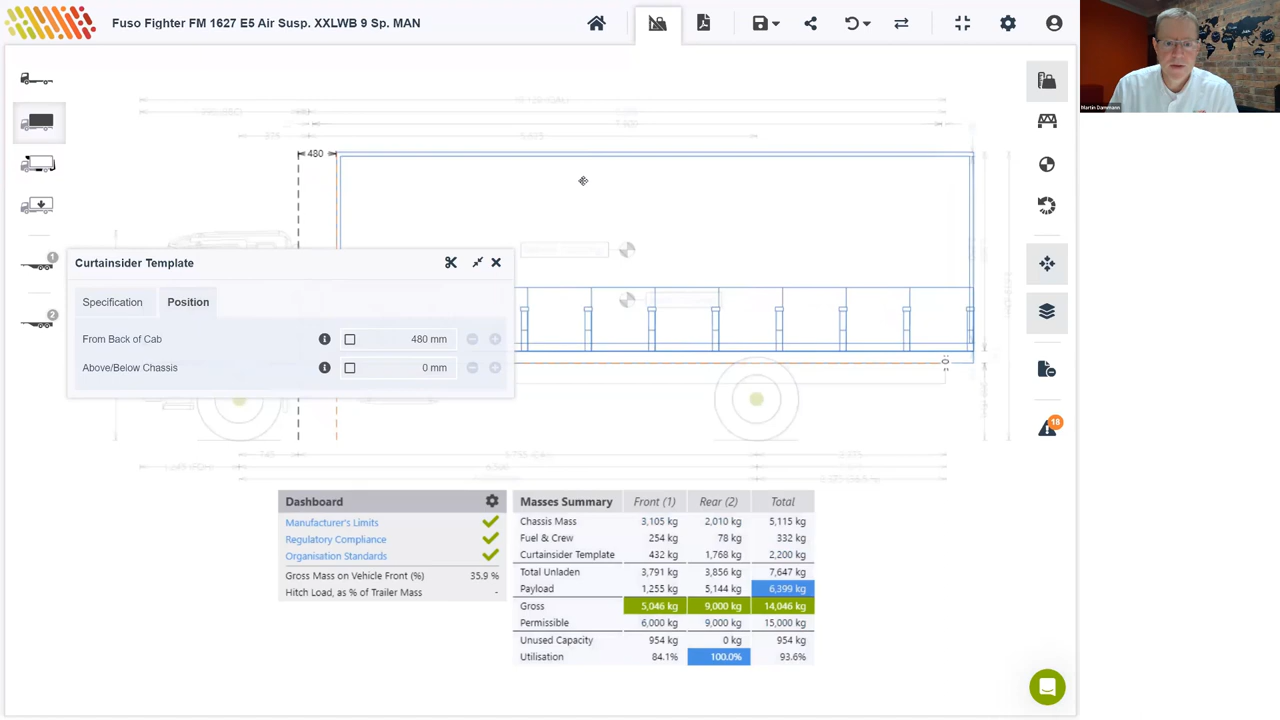 Fuso Fighter FM 1627 E5 Air Susp. XXLWB 9 Sp. MAN
Martin Dammann
480
5,675
Curtainsider Template
Specification Position
From Back of Cab 480 mm
Above/Below Chassis 0 mm
0
1
2
18
Dashboard
Manufacturer's Limits
Regulatory Compliance
Organisation Standards
Gross Mass on Vehicle Front (%) 35.9 %
Hitch Load, as % of Trailer Mass -
Masses Summary Front (1) Rear (2) Total
Chassis Mass 3,105 kg 2,010 kg 5,115 kg
Fuel & Crew 254 kg 78 kg 332 kg
Curtainsider Template 432 kg 1,768 kg 2,200 kg
Total Unladen 3,791 kg 3,856 kg 7,647 kg
Payload 1,255 kg 5,144 kg 6,399 kg
Gross 5,046 kg 9,000 kg 14,046 kg
Permissible 6,000 kg 9,000 kg 15,000 kg
Unused Capacity 954 kg 0 kg 954 kg
Utilisation 84.1% 100.0% 93.6%